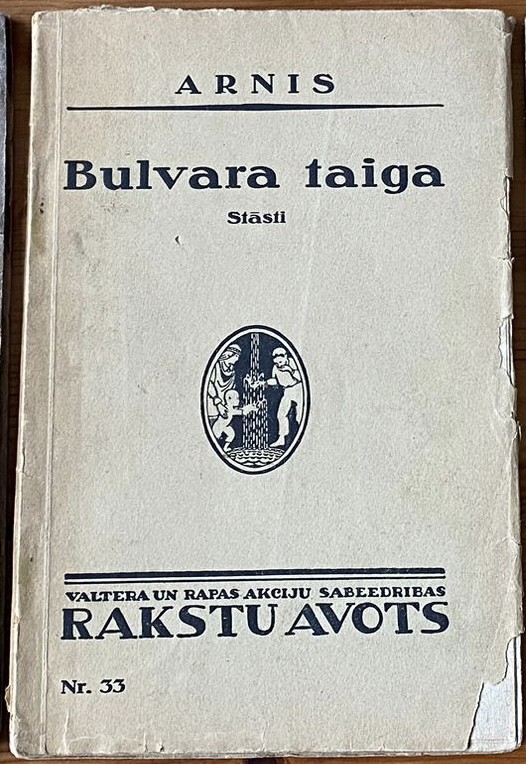 ARNIS
Bulvara taiga
Stāsti
VALTERA UN RAPAS AKCIJU SABEEDRIBAS
RAKSTU AVOTS
Nr. 33